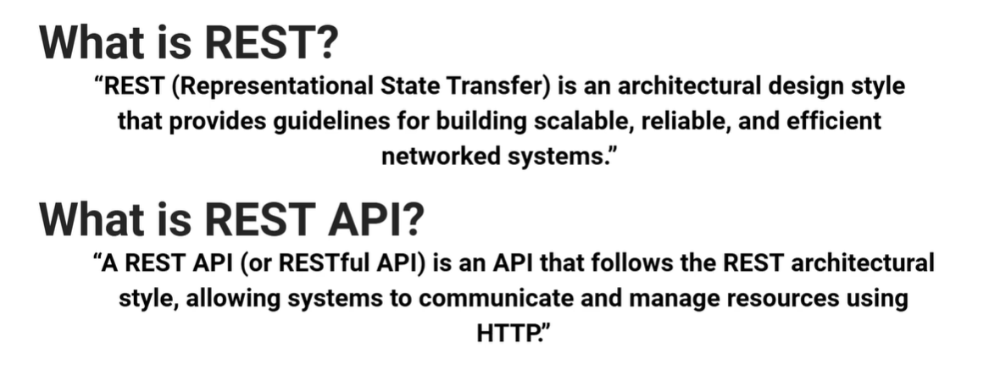 What is REST?
“REST (Representational State Transfer) is an architectural design style
that provides guidelines for building scalable, reliable, and efficient
networked systems.”
What is REST API?
“A REST API (or RESTful API) is an API that follows the REST architectural
style, allowing systems to communicate and manage resources using
HTTP.”